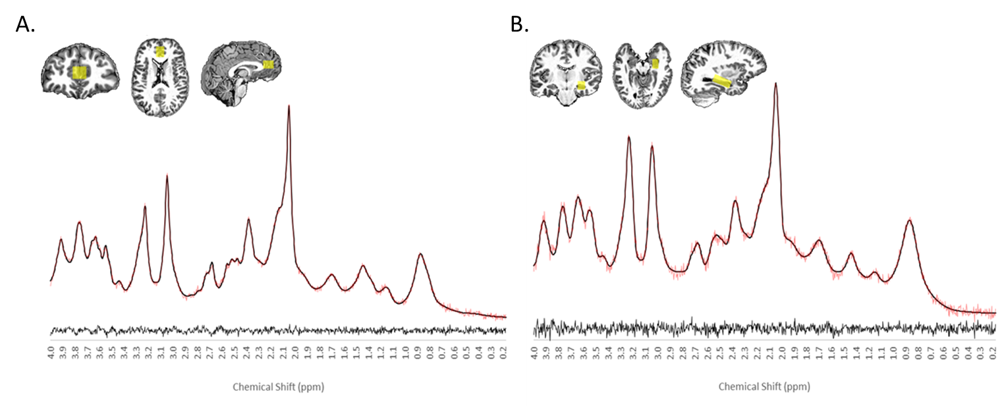 A.
B.
4.0 3.9 3.8 3.7 3.6 3.5 3.4 3.3 3.2 3.1 3.0 2.9 2.8 2.7 2.6 2.5 2.4 2.3 2.2 2.1 2.0 1.9 1.8 1.7 1.6 1.5 1.4 1.3 1.2 1.1 1.0 0.9 0.8 0.7 0.6 0.5 0.4 0.3 0.2
4.0 3.9 3.8 3.7 3.6 3.5 3.4 3.3 3.2 3.1 3.0 2.9 2.8 2.7 2.6 2.5 2.4 2.3 2.2 2.1 2.0 1.9 1.8 1.7 1.6 1.5 1.4 1.3 1.2 1.1 1.0 0.9 0.8 0.7 0.6 0.5 0.4 0.3 0.2
Chemical Shift (ppm)
Chemical Shift (ppm)